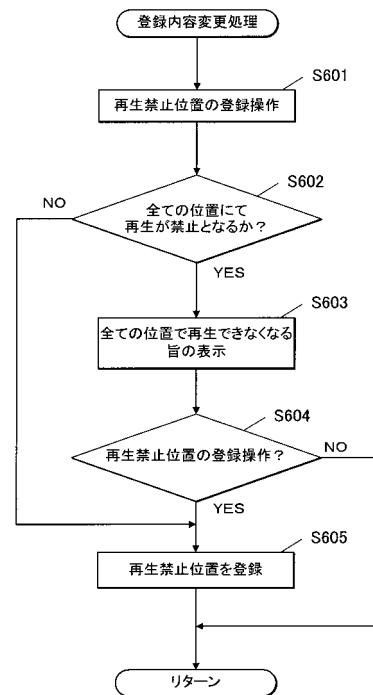 登録内容変更処理
S601
再生禁止位置の登録操作
S602
NO
全ての位置にて
再生が禁止となるか？
YES
S603
全ての位置で再生できなくなる
旨の表示
S604
再生禁止位置の登録操作？
NO
YES
S605
再生禁止位置を登録
リターン